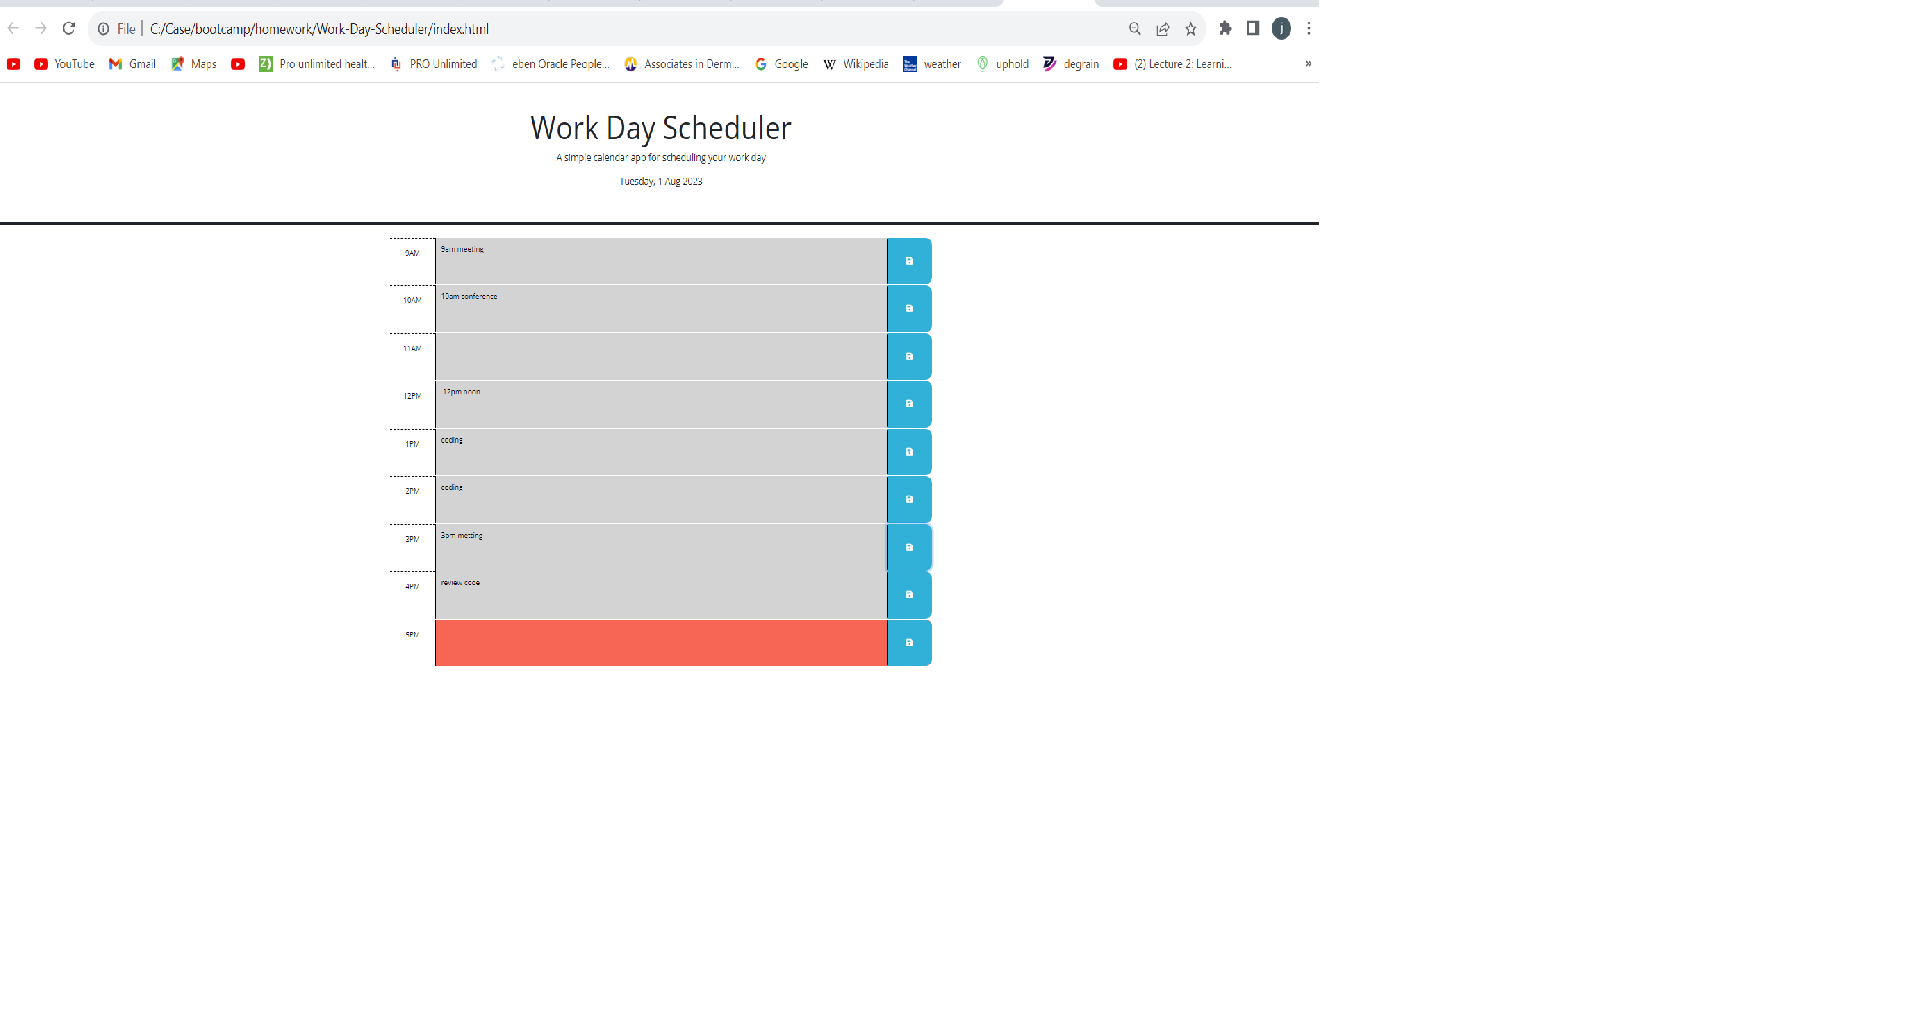 File C:/Case/bootcamp/homework/Work-Day-Scheduler/index.html
j
YouTube Gmail Maps Pro unlimited healt... PRO Unlimited eben Oracle People... Associates in Derm... Google Wikipedia weather uphold degrain (2) Lecture 2: Learni... »
Work Day Scheduler
A simple calendar app for scheduling your work day
Tuesday, 1 Aug 2023
9AM 9am meeting
10AM 10am conference
11AM
12PM 12pm noon
1PM coding
2PM coding
3PM 3pm metting
4PM review code
5PM